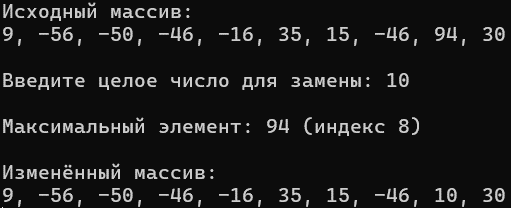 Исходный массив:
9, -56, -50, -46, -16, 35, 15, -46, 94, 30
Введите целое число для замены: 10
Максимальный элемент: 94 (индекс 8)
Изменённый массив:
9, -56, -50, -46, -16, 35, 15, -46, 10, 30